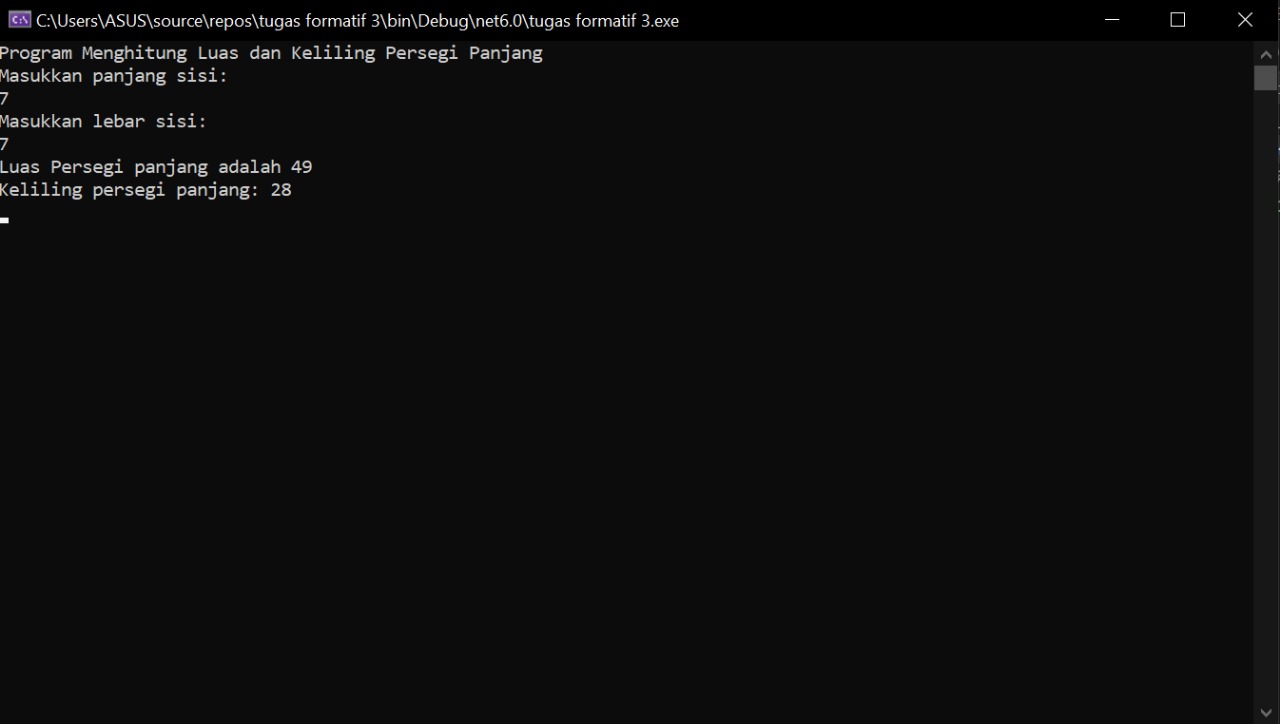 C:\Users\ASUS\source\repos\tugas formatif 3\bin\Debug\net6.0\tugas formatif 3.exe
Program Menghitung Luas dan Keliling Persegi Panjang
Masukkan panjang sisi:
7
Masukkan lebar sisi:
7
Luas Persegi panjang adalah 49
Keliling persegi panjang: 28